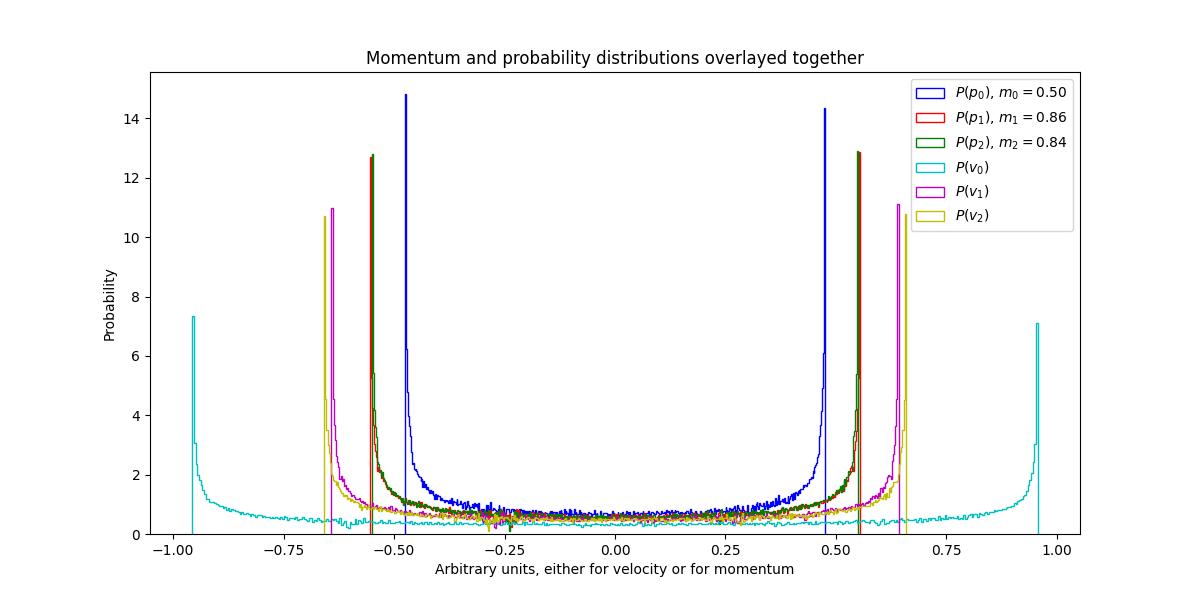 Momentum and probability distributions overlayed together
P(p₀), m₀ = 0.50
P(p₁), m₁ = 0.86
P(p₂), m₂ = 0.84
P(v₀)
P(v₁)
P(v₂)
Probability
14
12
10
8
6
4
2
0
−1.00 −0.75 −0.50 −0.25 0.00 0.25 0.50 0.75 1.00
Arbitrary units, either for velocity or for momentum